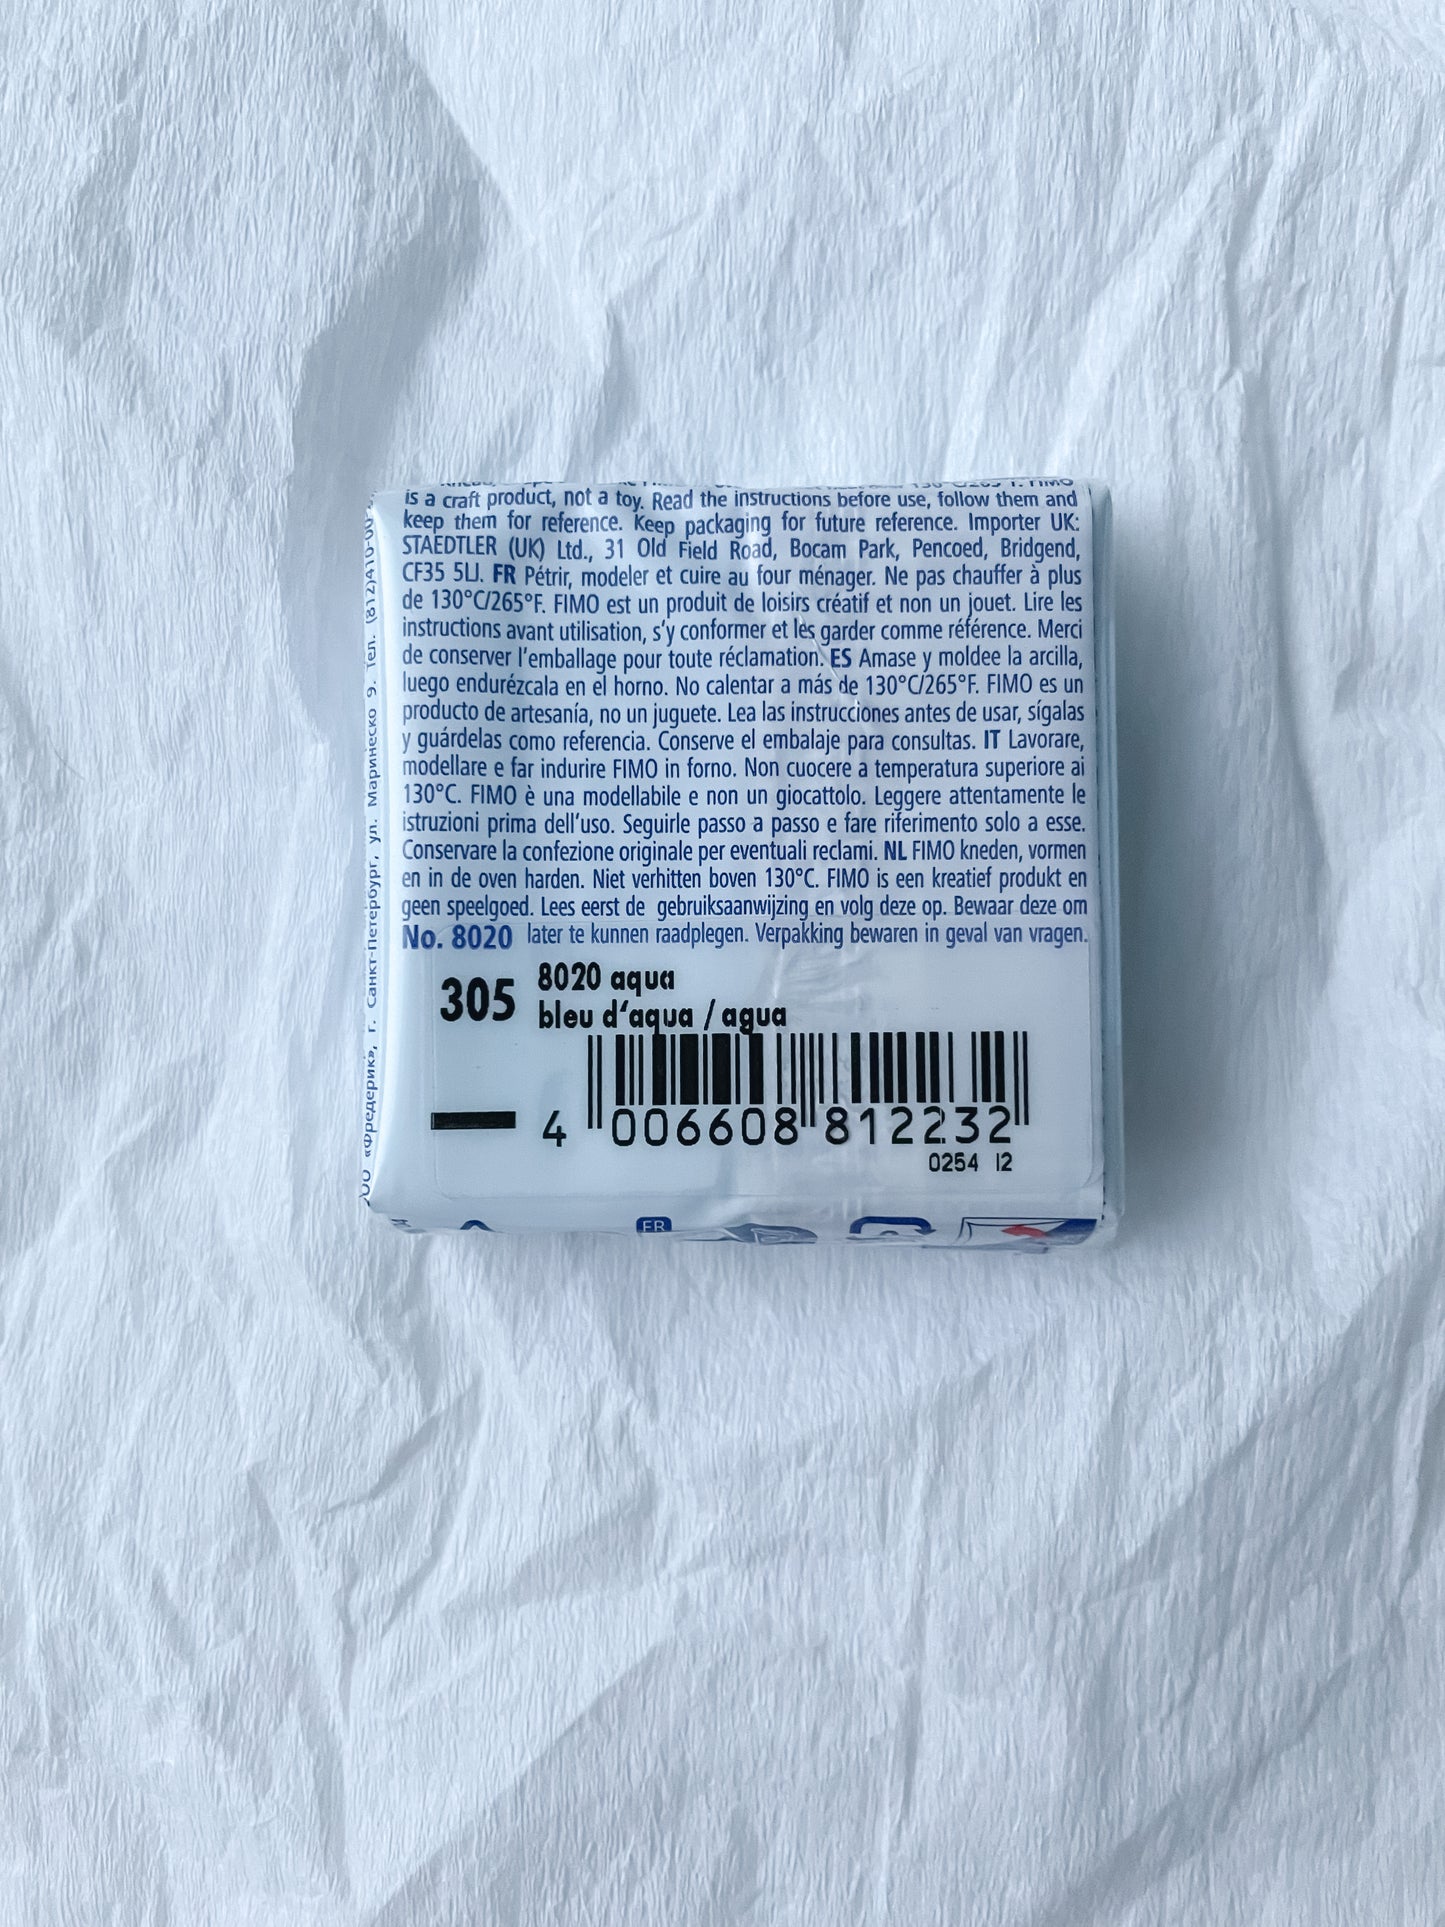 130°C/265°F. FIMO
is a craft product, not a toy. Read the instructions before use, follow them and
keep them for reference. Keep packaging for future reference. Importer UK:
STAEDTLER (UK) Ltd., 31 Old Field Road, Bocam Park, Pencoed, Bridgend,
CF35 5LJ. FR Pétrir, modeler et cuire au four ménager. Ne pas chauffer à plus
de 130°C/265°F. FIMO est un produit de loisirs créatif et non un jouet. Lire les
instructions avant utilisation, s'y conformer et les garder comme référence. Merci
de conserver l'emballage pour toute réclamation. ES Amase y moldee la arcilla,
luego endurézcala en el horno. No calentar a más de 130°C/265°F. FIMO es un
producto de artesanía, no un juguete. Lea las instrucciones antes de usar, sígalas
y guárdelas como referencia. Conserve el embalaje para consultas. IT Lavorare,
modellare e far indurire FIMO in forno. Non cuocere a temperatura superiore ai
130°C. FIMO è una modellabile e non un giocattolo. Leggere attentamente le
istruzioni prima dell'uso. Seguirle passo a passo e fare riferimento solo a esse.
Conservare la confezione originale per eventuali reclami. NL FIMO kneden, vormen
en in de oven harden. Niet verhitten boven 130°C. FIMO is een kreatief produkt en
geen speelgoed. Lees eerst de gebruiksaanwijzing en volg deze op. Bewaar deze om
No. 8020 later te kunnen raadplegen. Verpakking bewaren in geval van vragen.
305 8020 aqua
bleu d'aqua / agua
4 006608 812232
0254 12
FR
«Фредерик», г. Санкт-Петербург, ул. Маринеско 9. Тел. (812)410-00-